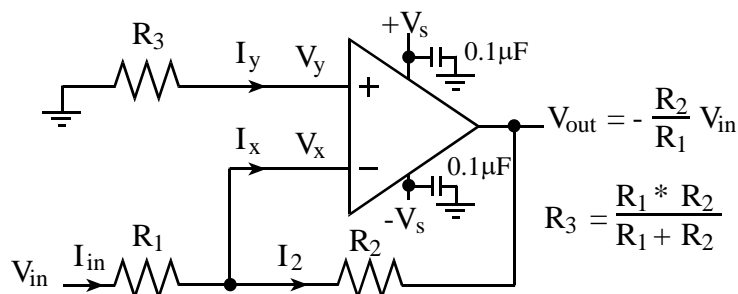 +Vs
0.1μF
R3
Iy
Vy
+
Vout = - R2/R1 Vin
Ix
Vx
−
0.1μF
-Vs
R3 = R1 * R2 / R1 + R2
Vin
Iin
R1
I2
R2